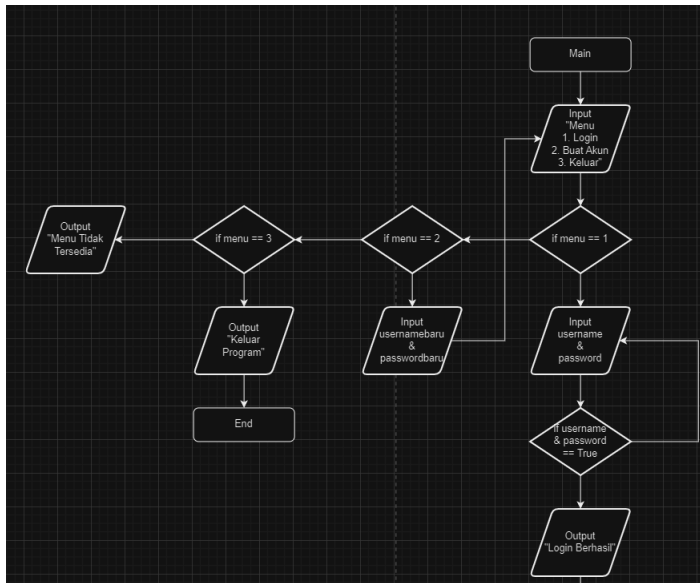 Main
Input
"Menu
1. Login
2. Buat Akun
3. Keluar"
Output
"Menu Tidak
Tersedia"
if menu == 3
if menu == 2
if menu == 1
Output
"Keluar
Program"
Input
usernamebaru
&
passwordbaru
Input
username
&
password
End
if username
& password
== True
Output
"Login Berhasil"